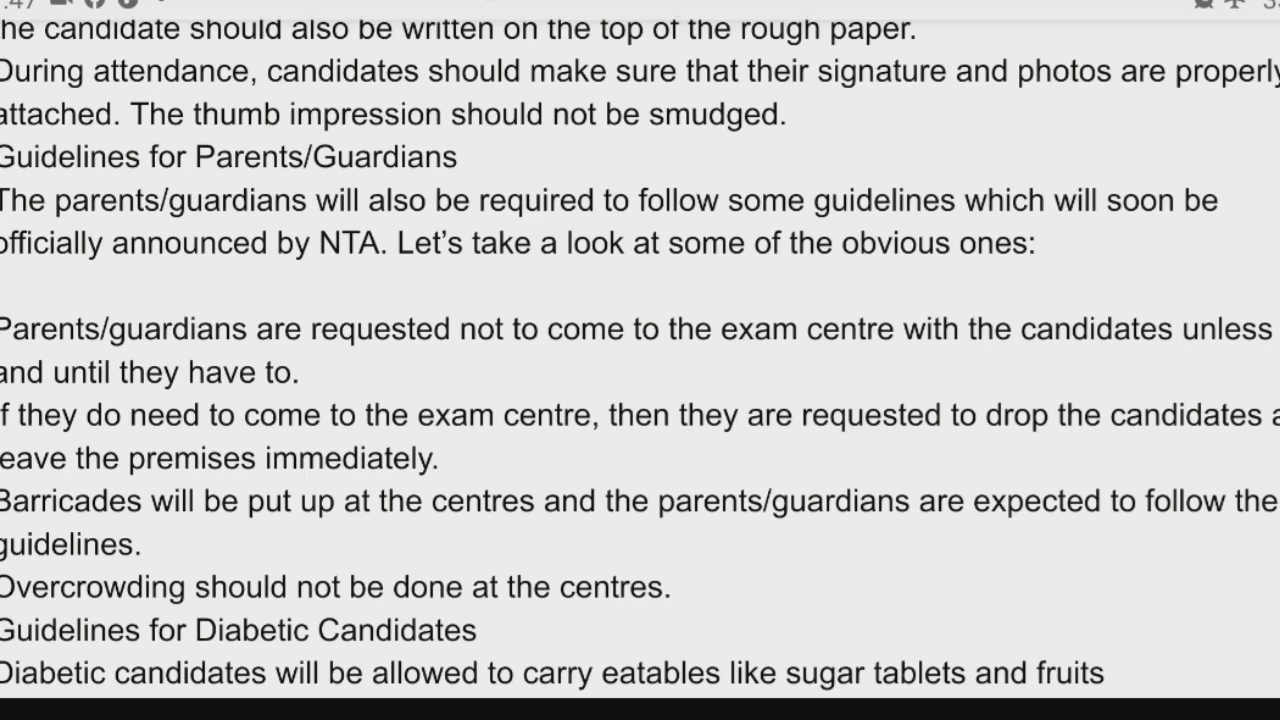 :47
the candidate should also be written on the top of the rough paper.
During attendance, candidates should make sure that their signature and photos are properly
attached. The thumb impression should not be smudged.
Guidelines for Parents/Guardians
The parents/guardians will also be required to follow some guidelines which will soon be
officially announced by NTA. Let’s take a look at some of the obvious ones:
Parents/guardians are requested not to come to the exam centre with the candidates unless
and until they have to.
If they do need to come to the exam centre, then they are requested to drop the candidates a
leave the premises immediately.
Barricades will be put up at the centres and the parents/guardians are expected to follow the
guidelines.
Overcrowding should not be done at the centres.
Guidelines for Diabetic Candidates
Diabetic candidates will be allowed to carry eatables like sugar tablets and fruits